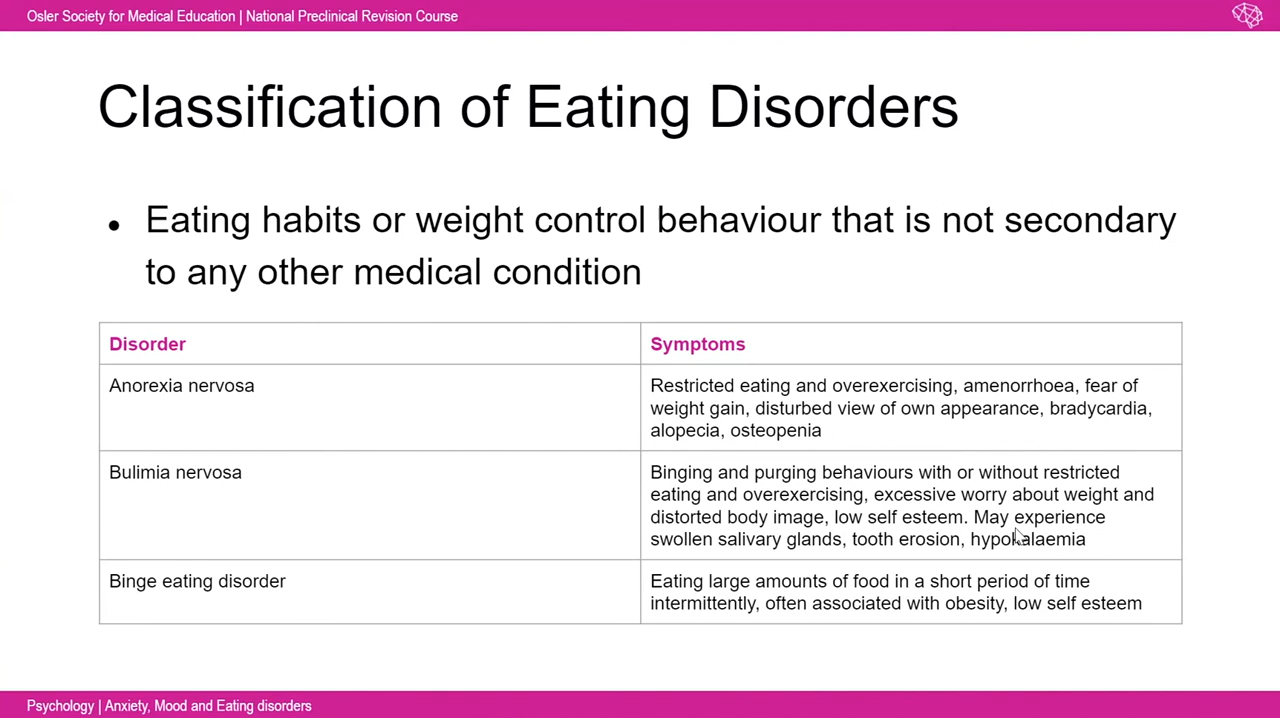 Osler Society for Medical Education | National Preclinical Revision Course
Classification of Eating Disorders
• Eating habits or weight control behaviour that is not secondary
to any other medical condition
Disorder
Symptoms
Anorexia nervosa
Restricted eating and overexercising, amenorrhoea, fear of
weight gain, disturbed view of own appearance, bradycardia,
alopecia, osteopenia
Bulimia nervosa
Binging and purging behaviours with or without restricted
eating and overexercising, excessive worry about weight and
distorted body image, low self esteem. May experience
swollen salivary glands, tooth erosion, hypokalaemia
Binge eating disorder
Eating large amounts of food in a short period of time
intermittently, often associated with obesity, low self esteem
Psychology | Anxiety, Mood and Eating disorders